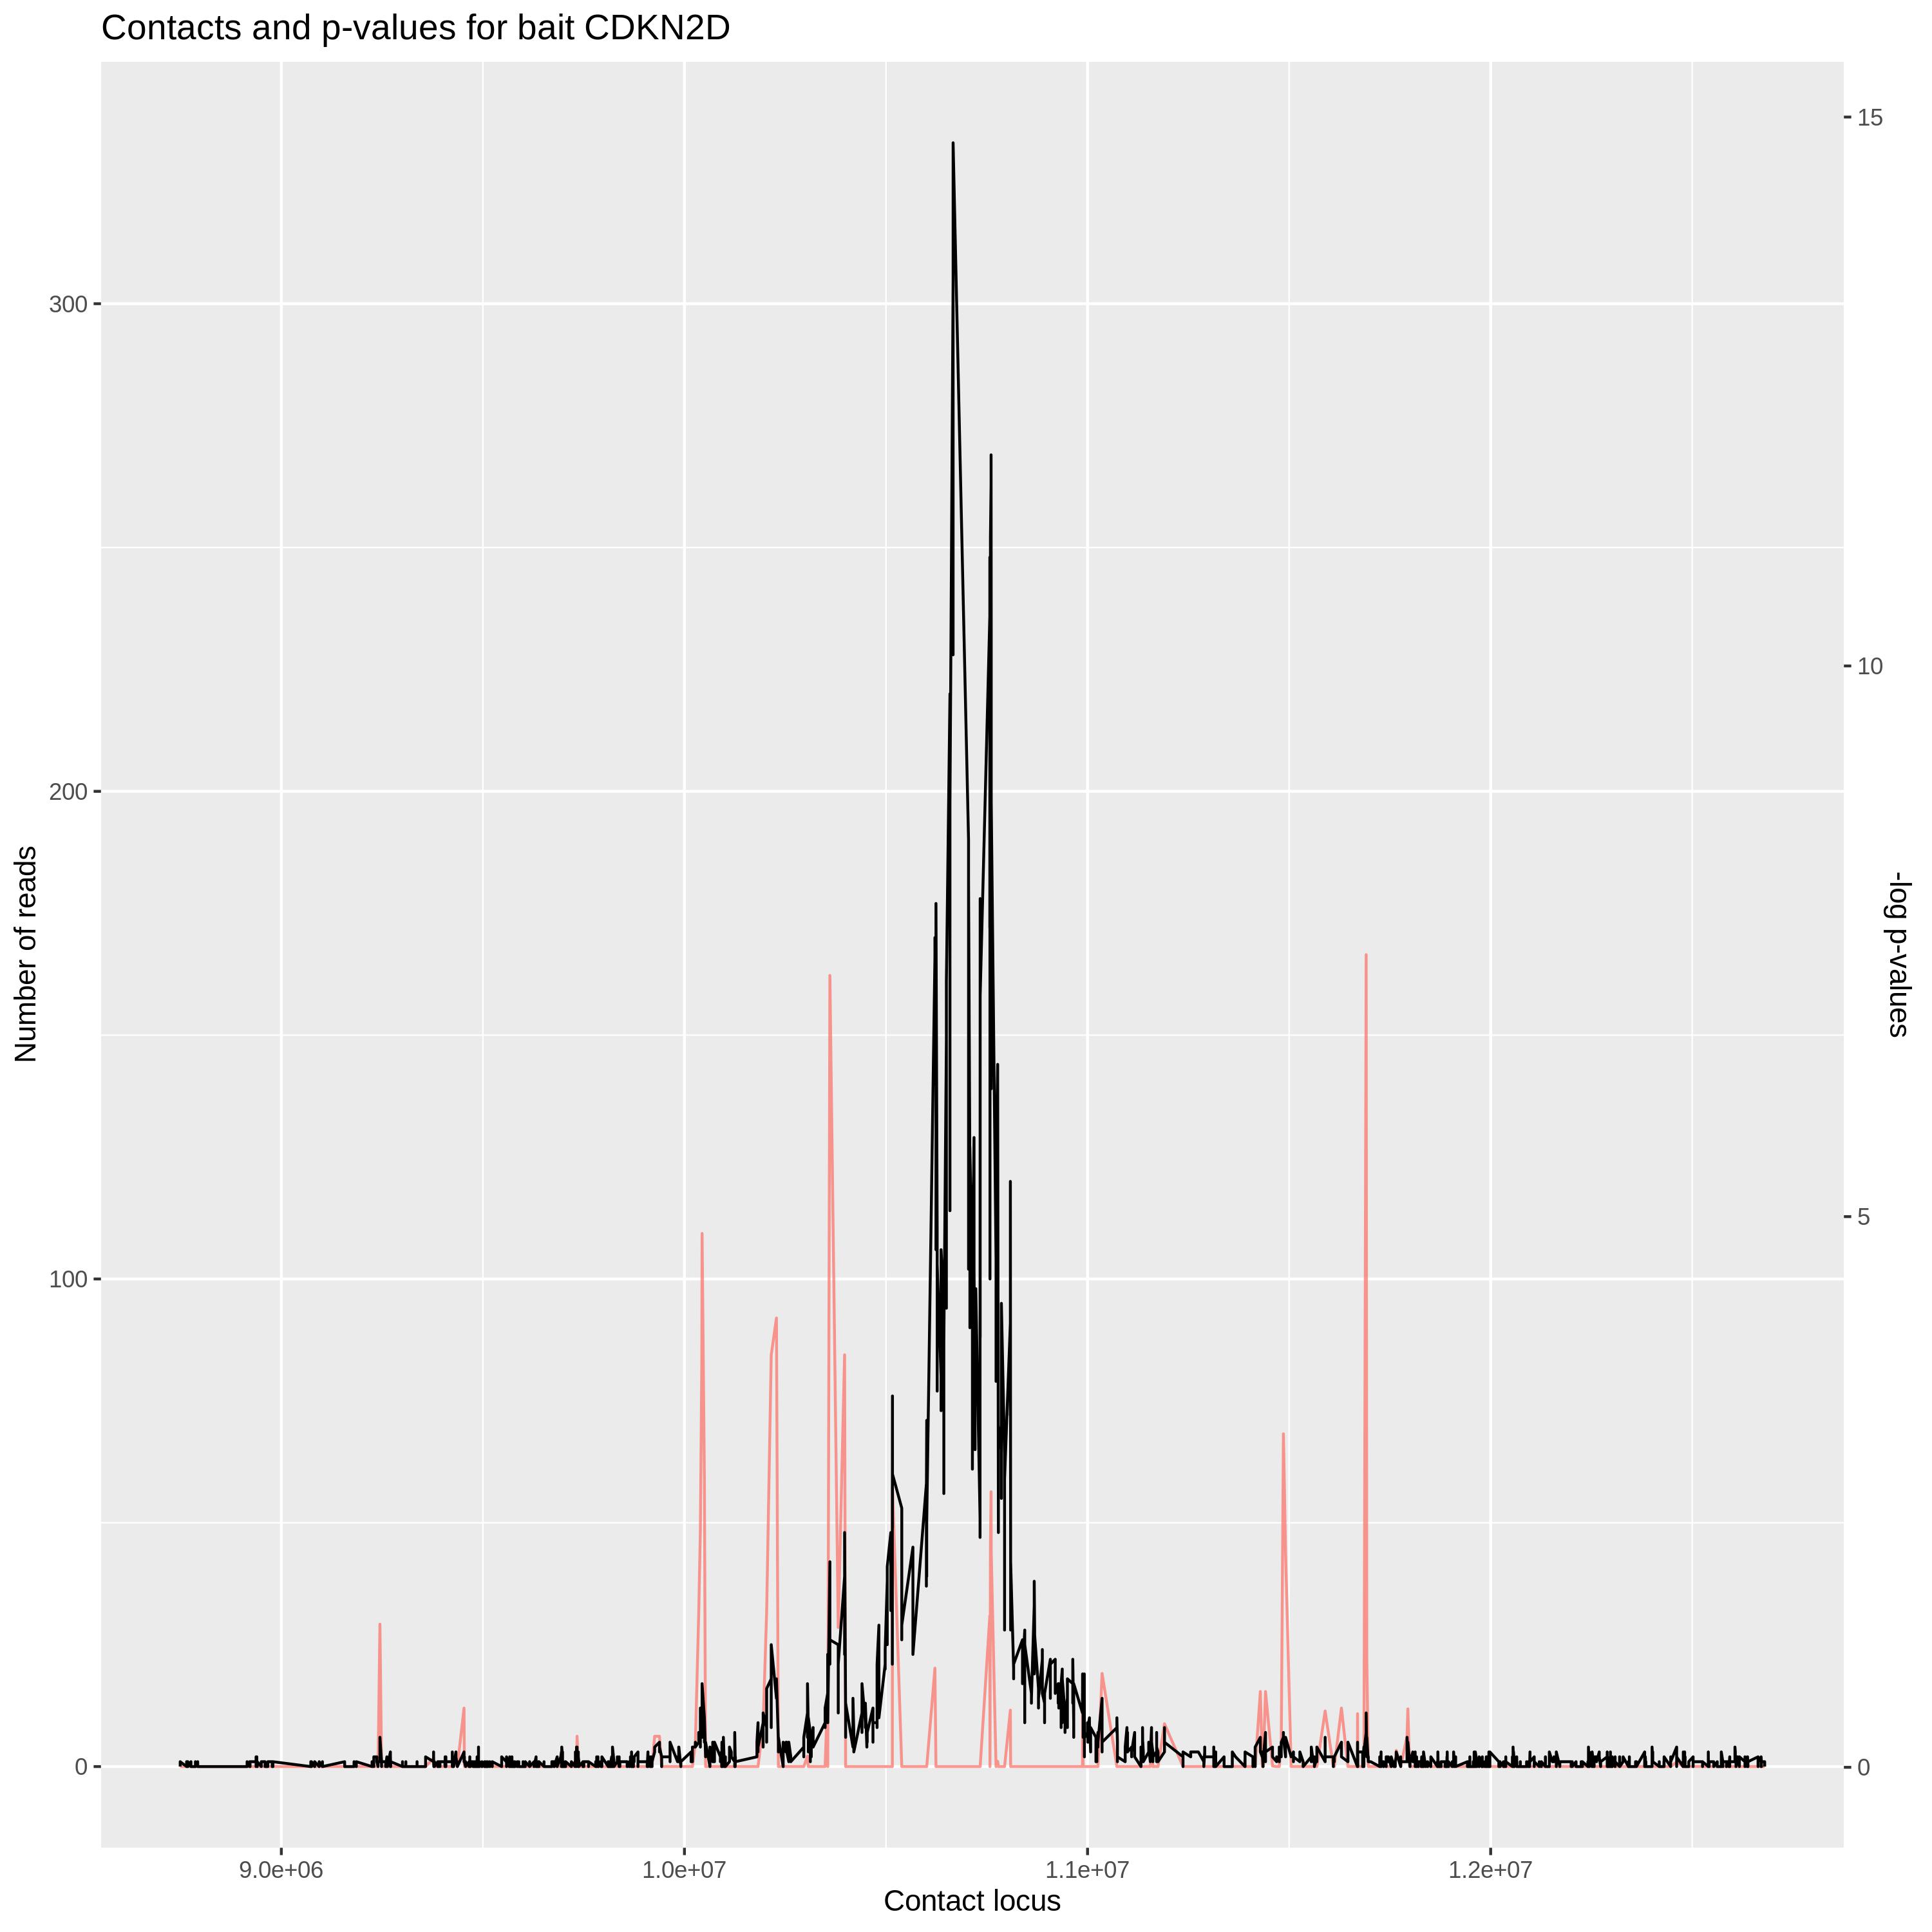 Contacts and p-values for bait CDKN2D
Number of reads
300
200
100
0
15
10
5
0
-log p-values
9.0e+06
1.0e+07
1.1e+07
1.2e+07
Contact locus